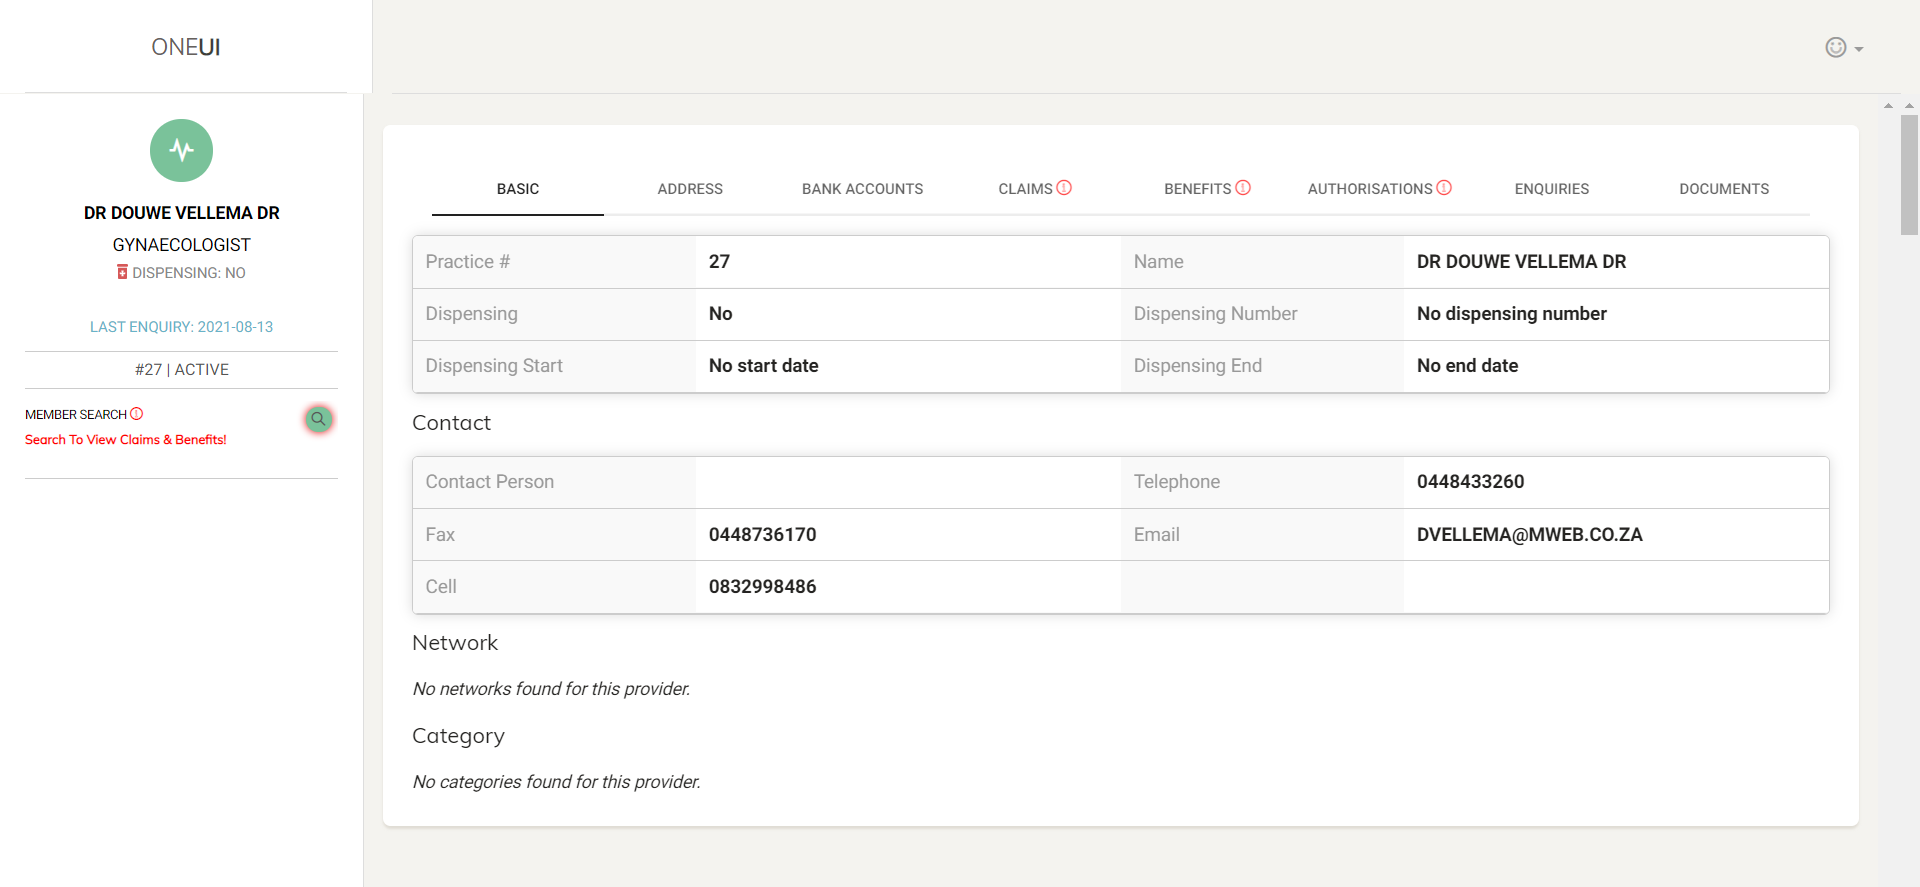 ONEUI
DR DOUWE VELLEMA DR
GYNAECOLOGIST
DISPENSING: NO
LAST ENQUIRY: 2021-08-13
#27 | ACTIVE
MEMBER SEARCH
Search To View Claims & Benefits!
BASIC ADDRESS BANK ACCOUNTS CLAIMS BENEFITS AUTHORISATIONS ENQUIRIES DOCUMENTS
Practice # 27 Name DR DOUWE VELLEMA DR
Dispensing No Dispensing Number No dispensing number
Dispensing Start No start date Dispensing End No end date
Contact
Contact Person Telephone 0448433260
Fax 0448736170 Email DVELLEMA@MWEB.CO.ZA
Cell 0832998486
Network
No networks found for this provider.
Category
No categories found for this provider.